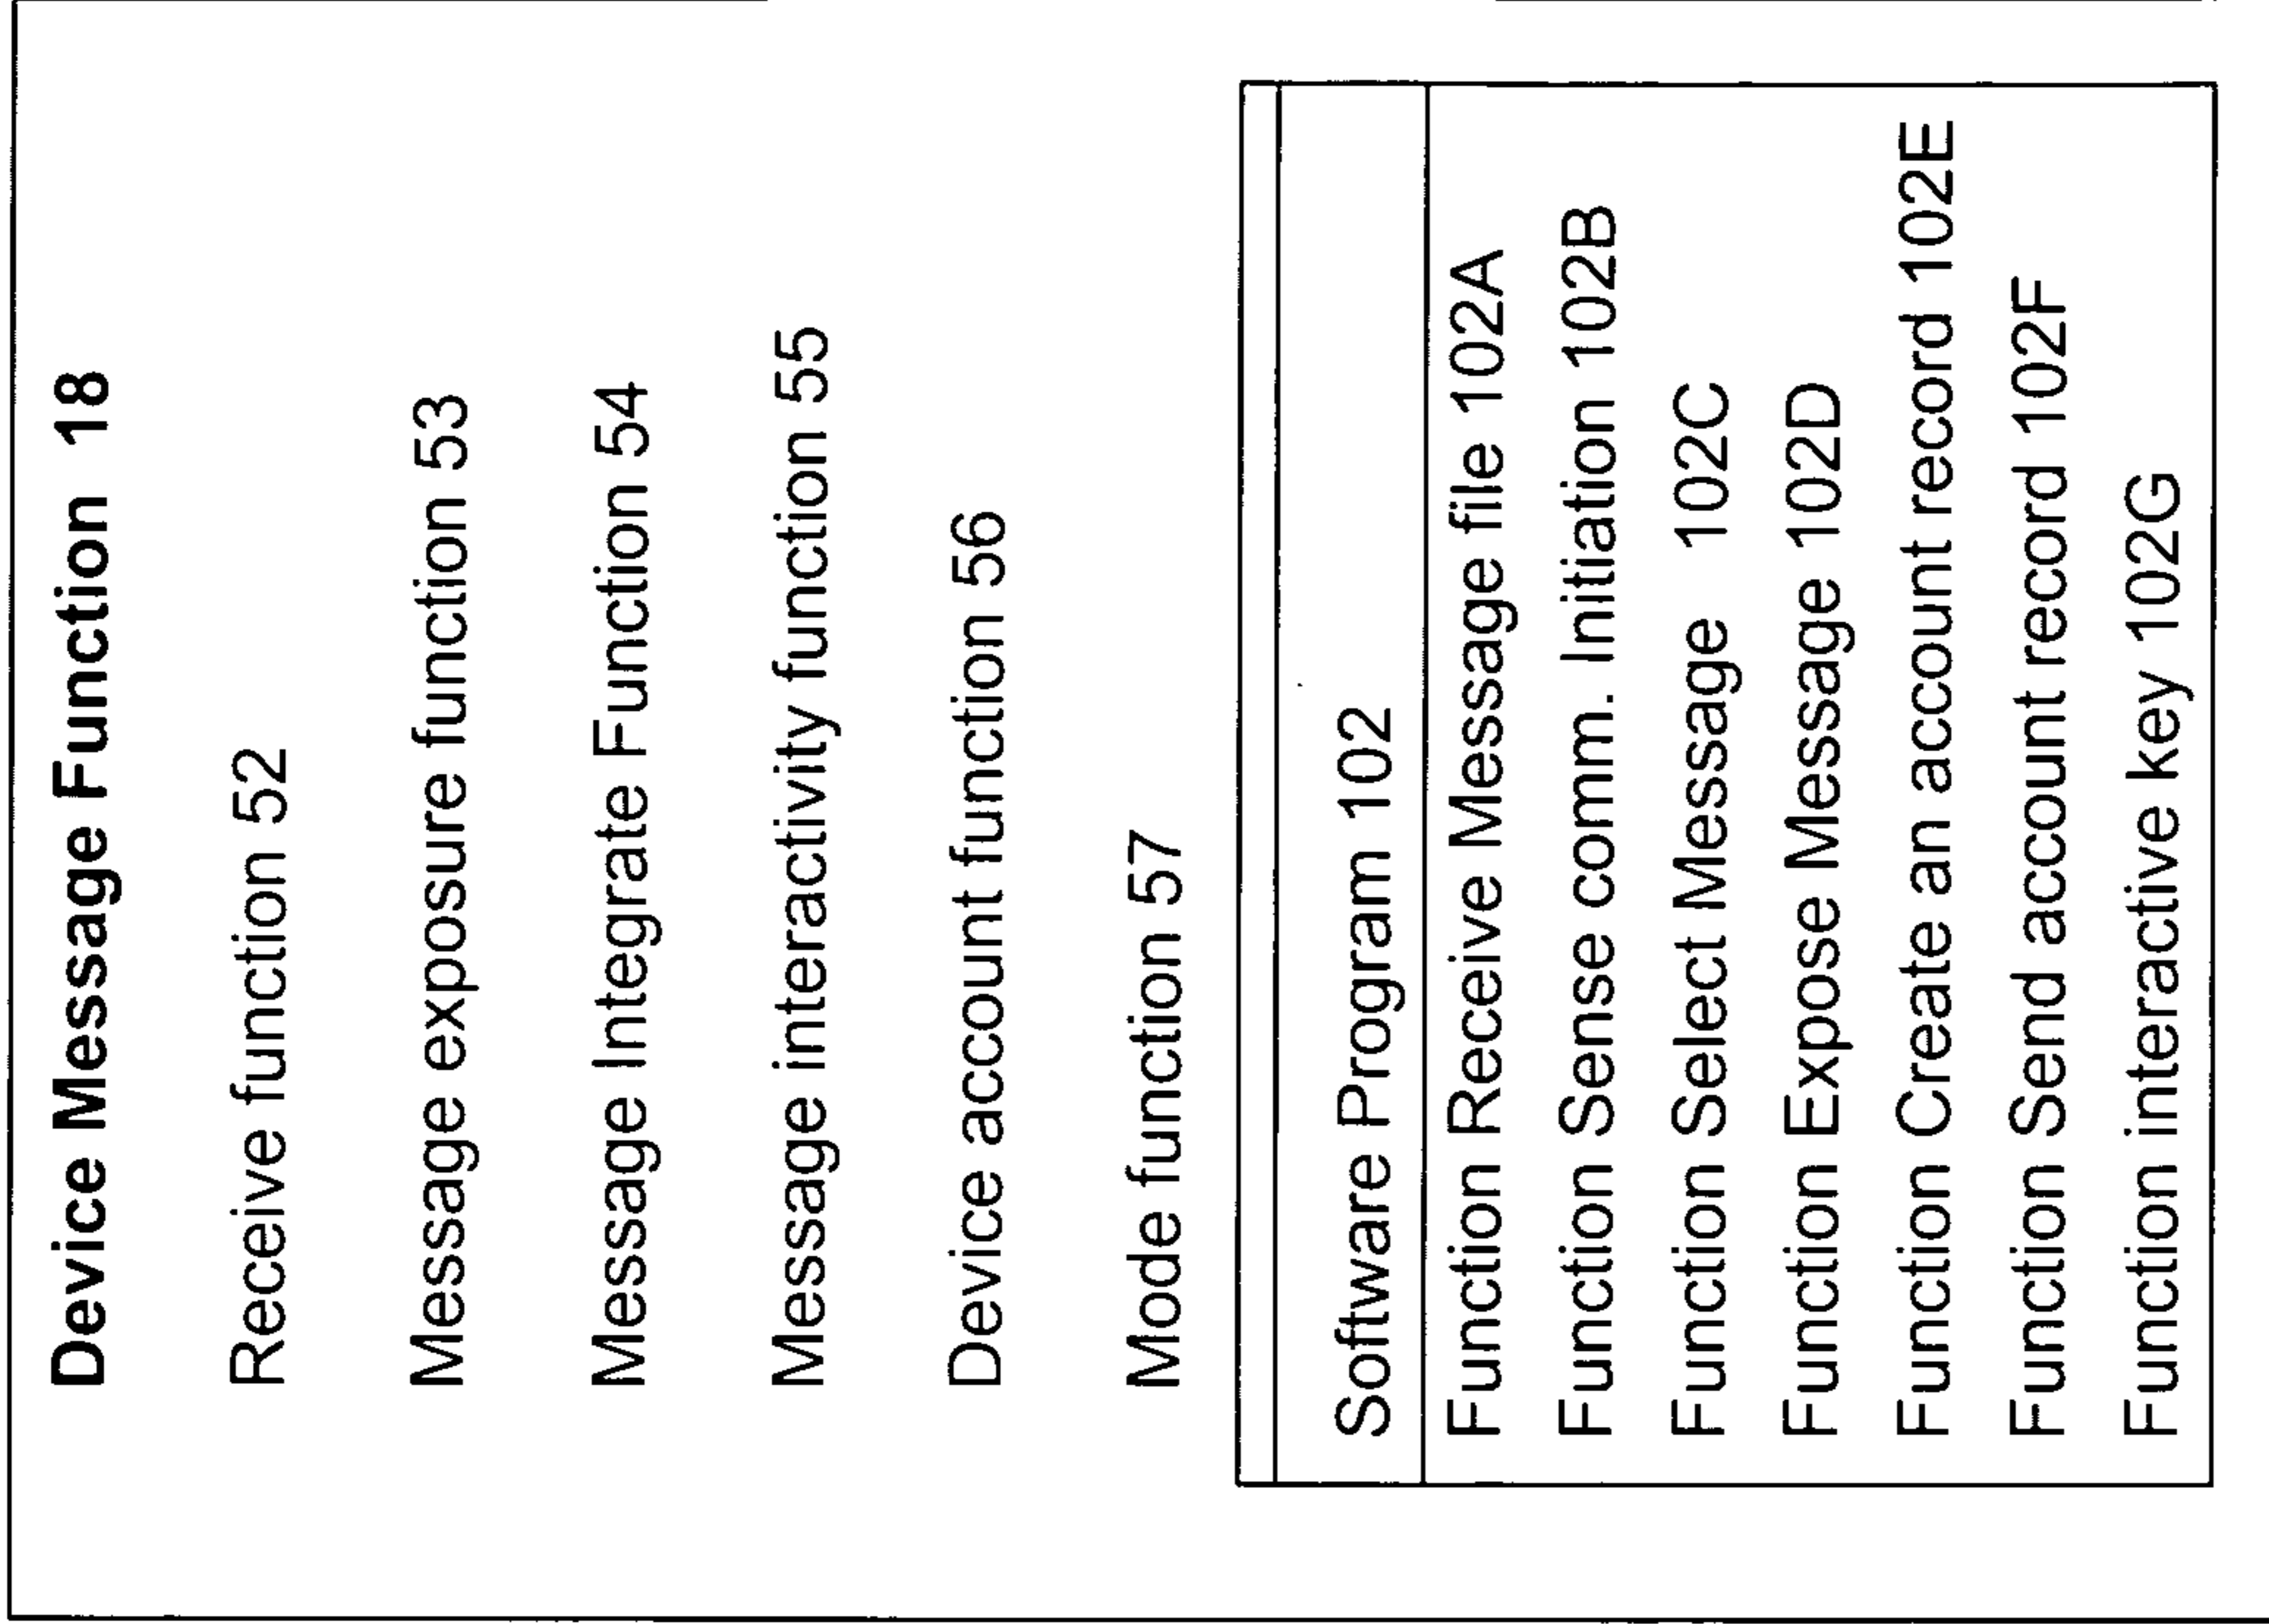 Device Message Function 18
Receive function 52
Message exposure function 53
Message Integrate Function 54
Message interactivity function 55
Device account function 56
Mode function 57
Software Program 102
Function Receive Message file 102A
Function Sense comm. Initiation 102B
Function Select Message 102C
Function Expose Message 102D
Function Create an account record 102E
Function Send account record 102F
Function interactive key 102G